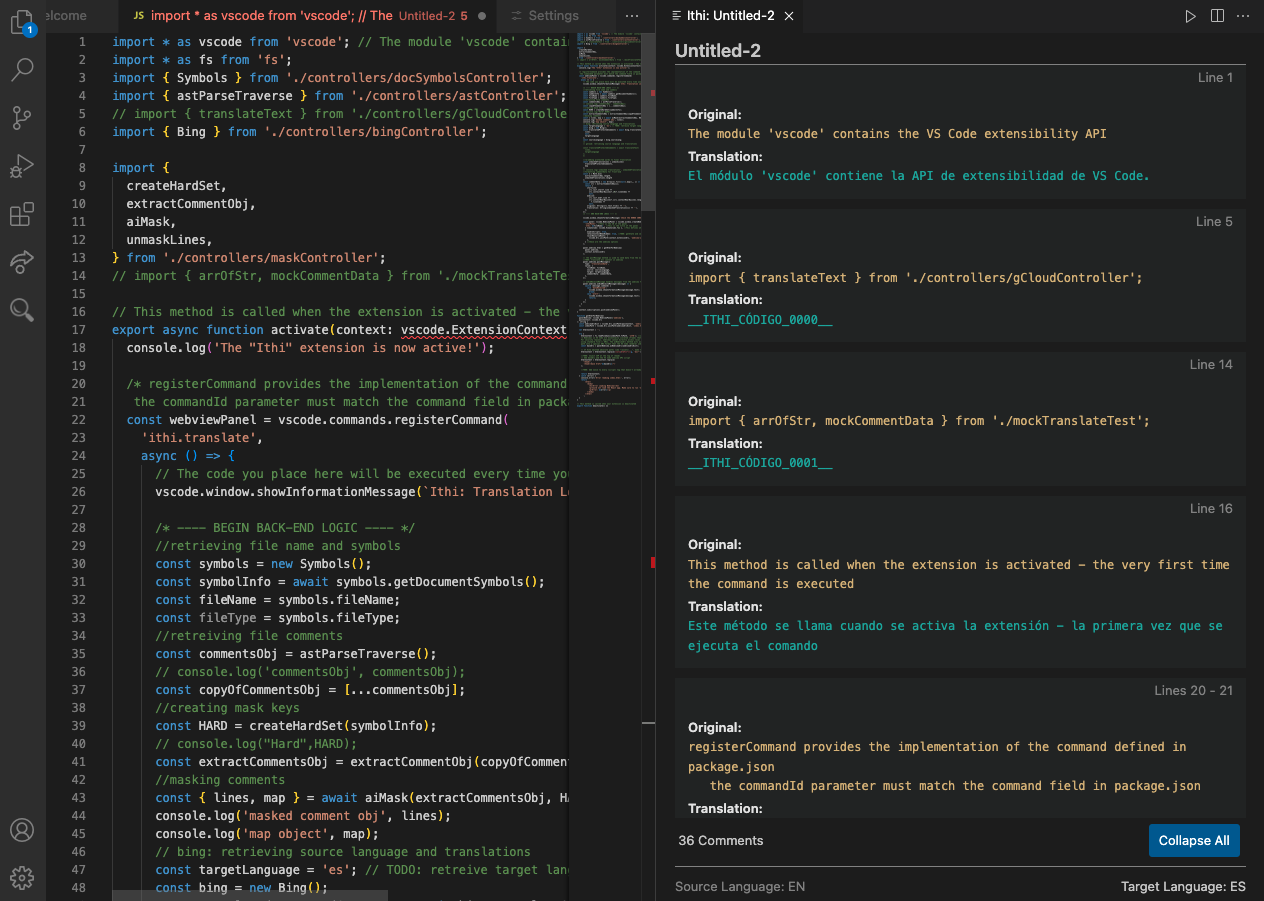 1
elcome
JS import * as vscode from 'vscode'; // The Untitled-2 5
Settings
Ithi: Untitled-2
1 import * as vscode from 'vscode'; // The module 'vscode' contai
2 import * as fs from 'fs';
3 import { Symbols } from './controllers/docSymbolsController';
4 import { astParseTraverse } from './controllers/astController';
5 // import { translateText } from './controllers/gCloudControlle
6 import { Bing } from './controllers/bingController';
7
8 import {
9 createHardSet,
10 extractCommentObj,
11 aiMask,
12 unmaskLines,
13 } from './controllers/maskController';
14 // import { arrOfStr, mockCommentData } from './mockTranslateTe
15
16 // This method is called when the extension is activated - the
17 export async function activate(context: vscode.ExtensionContext
18 console.log('The "Ithi" extension is now active!');
19
20 /* registerCommand provides the implementation of the command
21 the commandId parameter must match the command field in packa
22 const webviewPanel = vscode.commands.registerCommand(
23 'ithi.translate',
24 async () => {
25 // The code you place here will be executed every time yo
26 vscode.window.showInformationMessage(`Ithi: Translation L
27
28 /* ---- BEGIN BACK-END LOGIC ---- */
29 //retrieving file name and symbols
30 const symbols = new Symbols();
31 const symbolInfo = await symbols.getDocumentSymbols();
32 const fileName = symbols.fileName;
33 const fileType = symbols.fileType;
34 //retreiving file comments
35 const commentsObj = astParseTraverse();
36 // console.log('commentsObj', commentsObj);
37 const copyOfCommentsObj = [...commentsObj];
38 //creating mask keys
39 const HARD = createHardSet(symbolInfo);
40 // console.log("Hard",HARD);
41 const extractCommentsObj = extractCommentObj(copyOfCommen
42 //masking comments
43 const { lines, map } = await aiMask(extractCommentsObj, H
44 console.log('masked comment obj', lines);
45 console.log('map object', map);
46 // bing: retrieving source language and translations
47 const targetLanguage = 'es'; // TODO: retreive target lan
48 const bing = new Bing();
Untitled-2
Line 1
Original:
The module 'vscode' contains the VS Code extensibility API
Translation:
El módulo 'vscode' contiene la API de extensibilidad de VS Code.
Line 5
Original:
import { translateText } from './controllers/gCloudController';
Translation:
__ITHI_CÓDIGO_0000__
Line 14
Original:
import { arrOfStr, mockCommentData } from './mockTranslateTest';
Translation:
__ITHI_CÓDIGO_0001__
Line 16
Original:
This method is called when the extension is activated - the very first time
the command is executed
Translation:
Este método se llama cuando se activa la extensión - la primera vez que se
ejecuta el comando
Lines 20 - 21
Original:
registerCommand provides the implementation of the command defined in
package.json
the commandId parameter must match the command field in package.json
Translation:
36 Comments
Collapse All
Source Language: EN
Target Language: ES